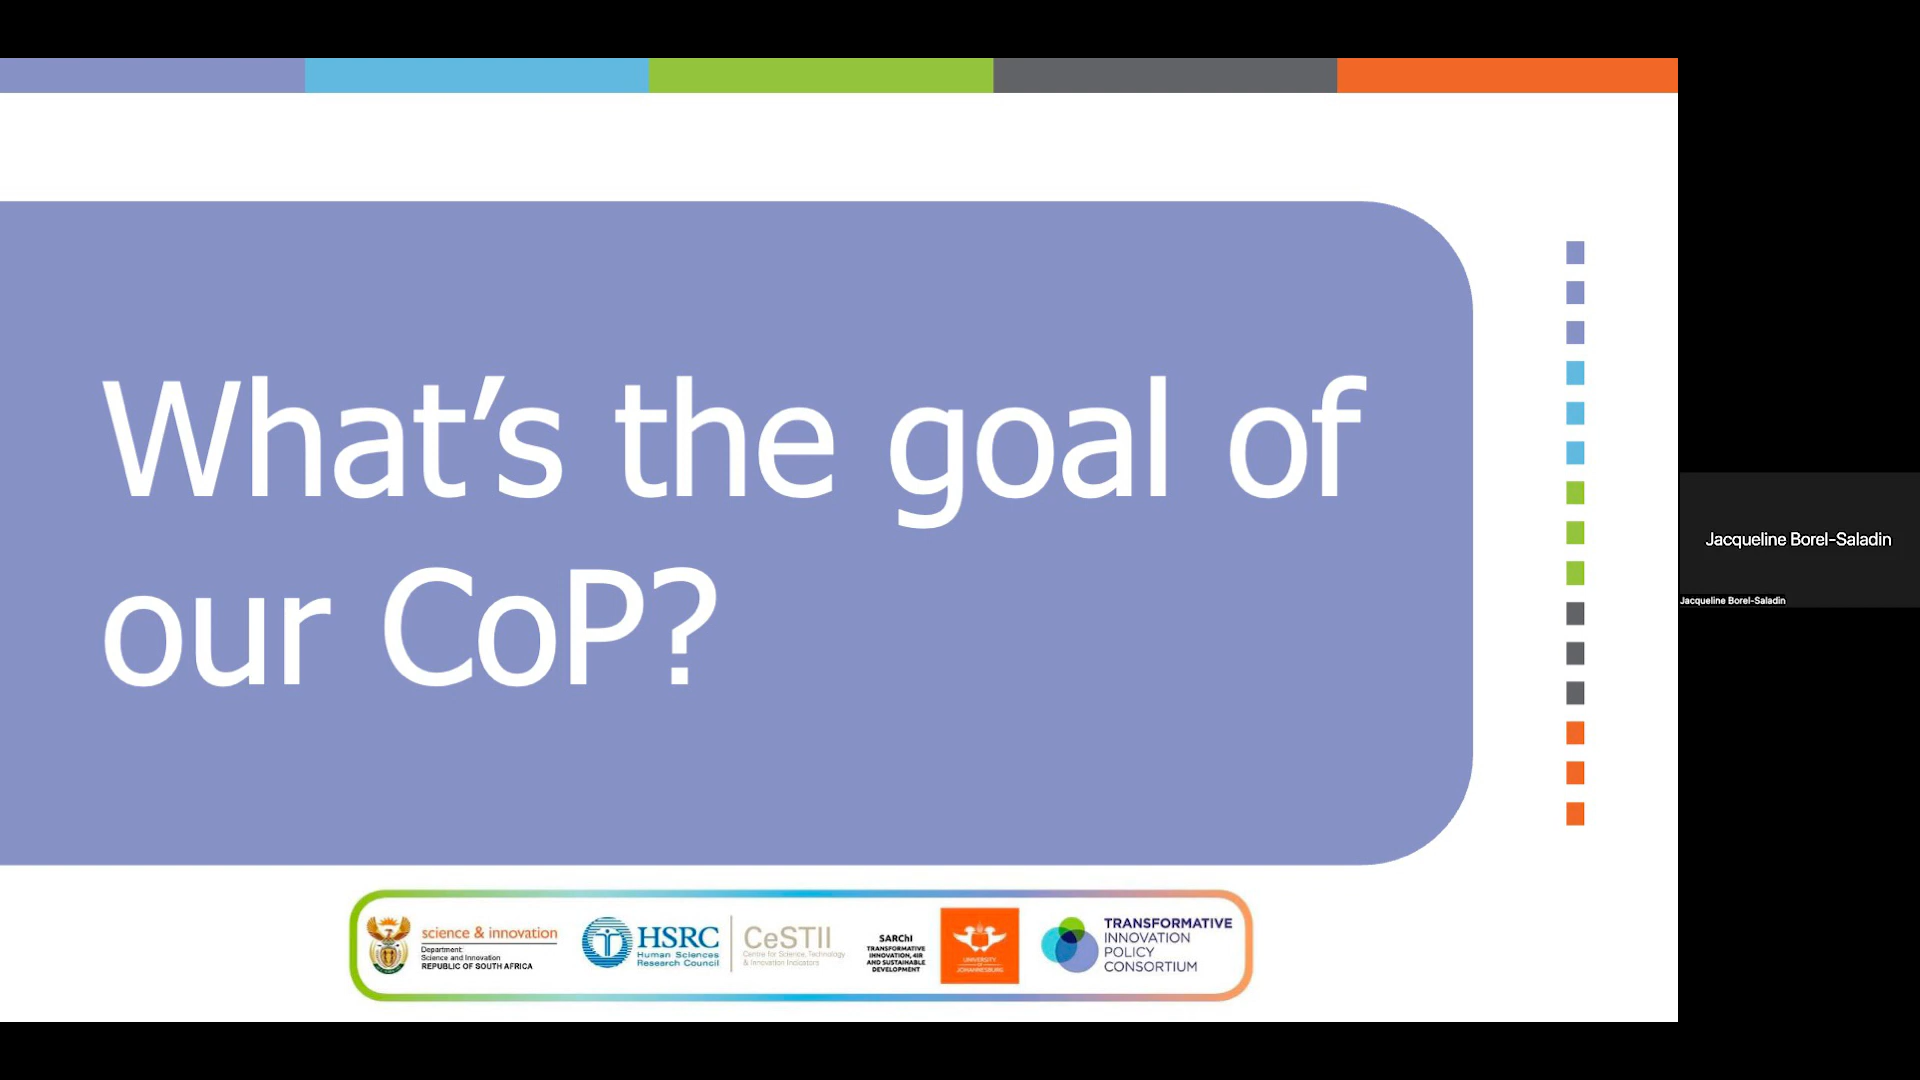 What's the goal of
our CoP?
Jacqueline Borel-Saladin
Jacqueline Borel-Saladin
science & innovation
Department:
Science and Innovation
REPUBLIC OF SOUTH AFRICA
HSRC
Human Sciences
Research Council
CeSTII
Centre for Science, Technology
& Innovation Indicators
SARChI
TRANSFORMATIVE
INNOVATION, 4IR
AND SUSTAINABLE
DEVELOPMENT
UNIVERSITY
OF
JOHANNESBURG
TRANSFORMATIVE
INNOVATION
POLICY
CONSORTIUM